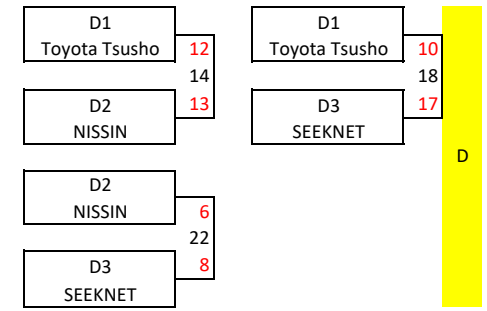 D1
Toyota Tsusho 12
14
D2 13
NISSIN
D2
NISSIN 6
22
D3 8
SEEKNET
D1
Toyota Tsusho 10
18
D3 17
SEEKNET
D